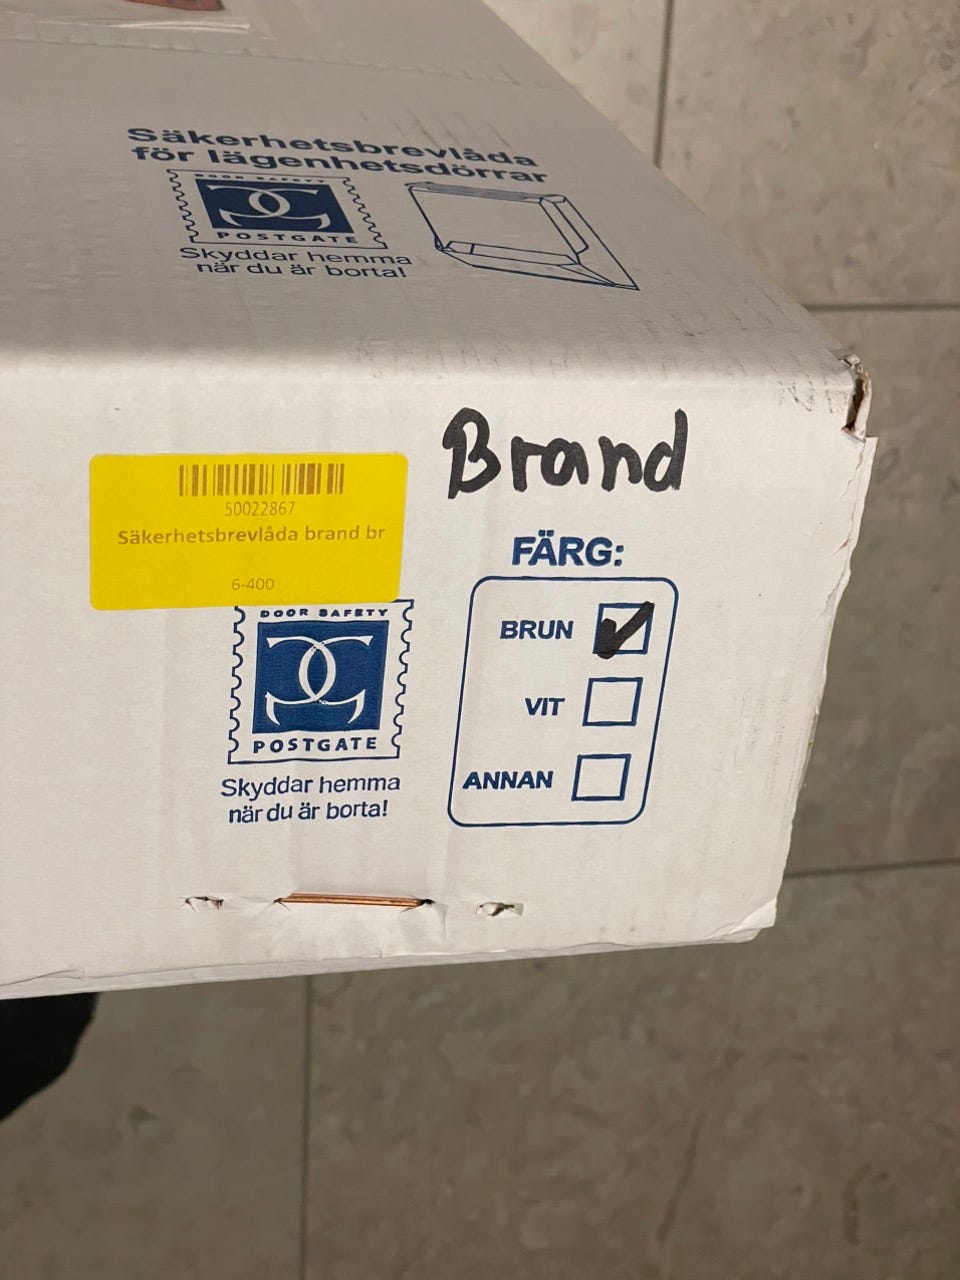 Säkerhetsbrevlåda
för lägenhetsdörrar
DOOR SAFETY
POSTGATE
Skyddar hemma
när du är borta!
Brand
50022867
Säkerhetsbrevlåda brand br
6-400
FÄRG:
BRUN
VIT
ANNAN
DOOR SAFETY
POSTGATE
Skyddar hemma
när du är borta!